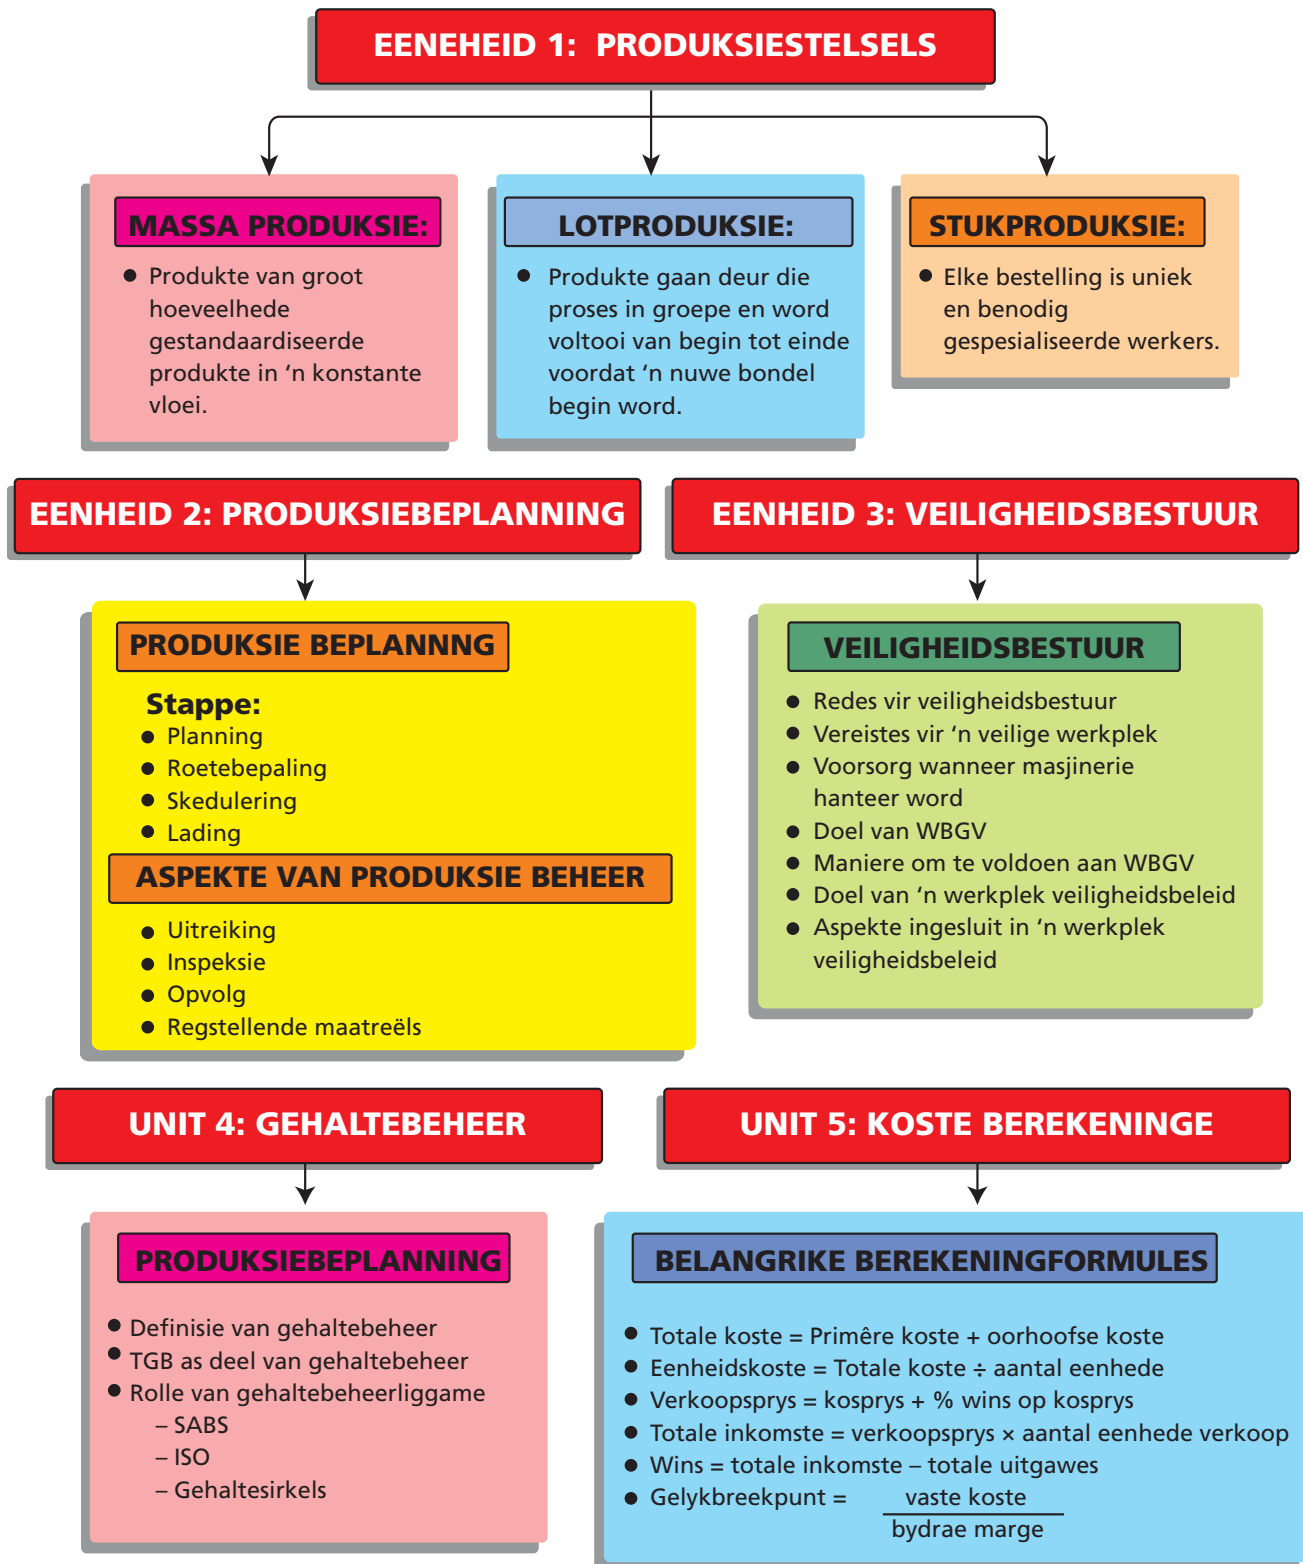 EENEHEID 1: PRODUKSIESTELSELS
MASSA PRODUKSIE:
● Produkte van groot
hoeveelhede
gestandaardiseerde
produkte in ‘n konstante
vloei.
LOTPRODUKSIE:
● Produkte gaan deur die
proses in groepe en word
voltooi van begin tot einde
voordat ‘n nuwe bondel
begin word.
STUKPRODUKSIE:
● Elke bestelling is uniek
en benodig
gespesialiseerde werkers.
EENHEID 2: PRODUKSIEBEPLANNING
PRODUKSIE BEPLANNNG
Stappe:
● Planning
● Roetebepaling
● Skedulering
● Lading
ASPEKTE VAN PRODUKSIE BEHEER
● Uitreiking
● Inspeksie
● Opvolg
● Regstellende maatreëls
EENHEID 3: VEILIGHEIDSBESTUUR
VEILIGHEIDSBESTUUR
● Redes vir veiligheidsbestuur
● Vereistes vir ‘n veilige werkplek
● Voorsorg wanneer masjinerie
hanteer word
● Doel van WBGV
● Maniere om te voldoen aan WBGV
● Doel van ‘n werkplek veiligheidsbeleid
● Aspekte ingesluit in ‘n werkplek
veiligheidsbeleid
UNIT 4: GEHALTEBEHEER
PRODUKSIEBEPLANNING
● Definisie van gehaltebeheer
● TGB as deel van gehaltebeheer
● Rolle van gehaltebeheerliggame
– SABS
– ISO
– Gehaltesirkels
UNIT 5: KOSTE BEREKENINGE
BELANGRIKE BEREKENINGFORMULES
● Totale koste = Primêre koste + oorhoofse koste
● Eenheidskoste = Totale koste ÷ aantal eenhede
● Verkoopsprys = kosprys + % wins op kosprys
● Totale inkomste = verkoopsprys × aantal eenhede verkoop
● Wins = totale inkomste – totale uitgawes
● Gelykbreekpunt = vaste koste
bydrae marge